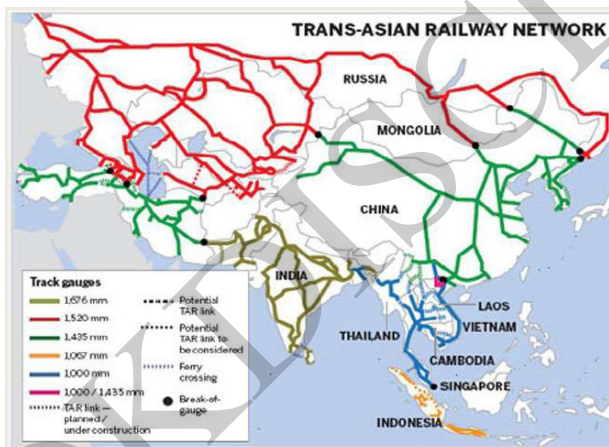 TRANS-ASIAN RAILWAY NETWORK
RUSSIA
MONGOLIA
CHINA
INDIA
LAOS
VIETNAM
THAILAND
CAMBODIA
SINGAPORE
INDONESIA
Track gauges
1,676 mm
1,520 mm
1,435 mm
1,067 mm
1,000 mm
1,000 / 1,435 mm
TAR link —
planned /
under construction
Potential
TAR link
Potential
TAR link to
be considered
Ferry
crossing
Break-of-
gauge